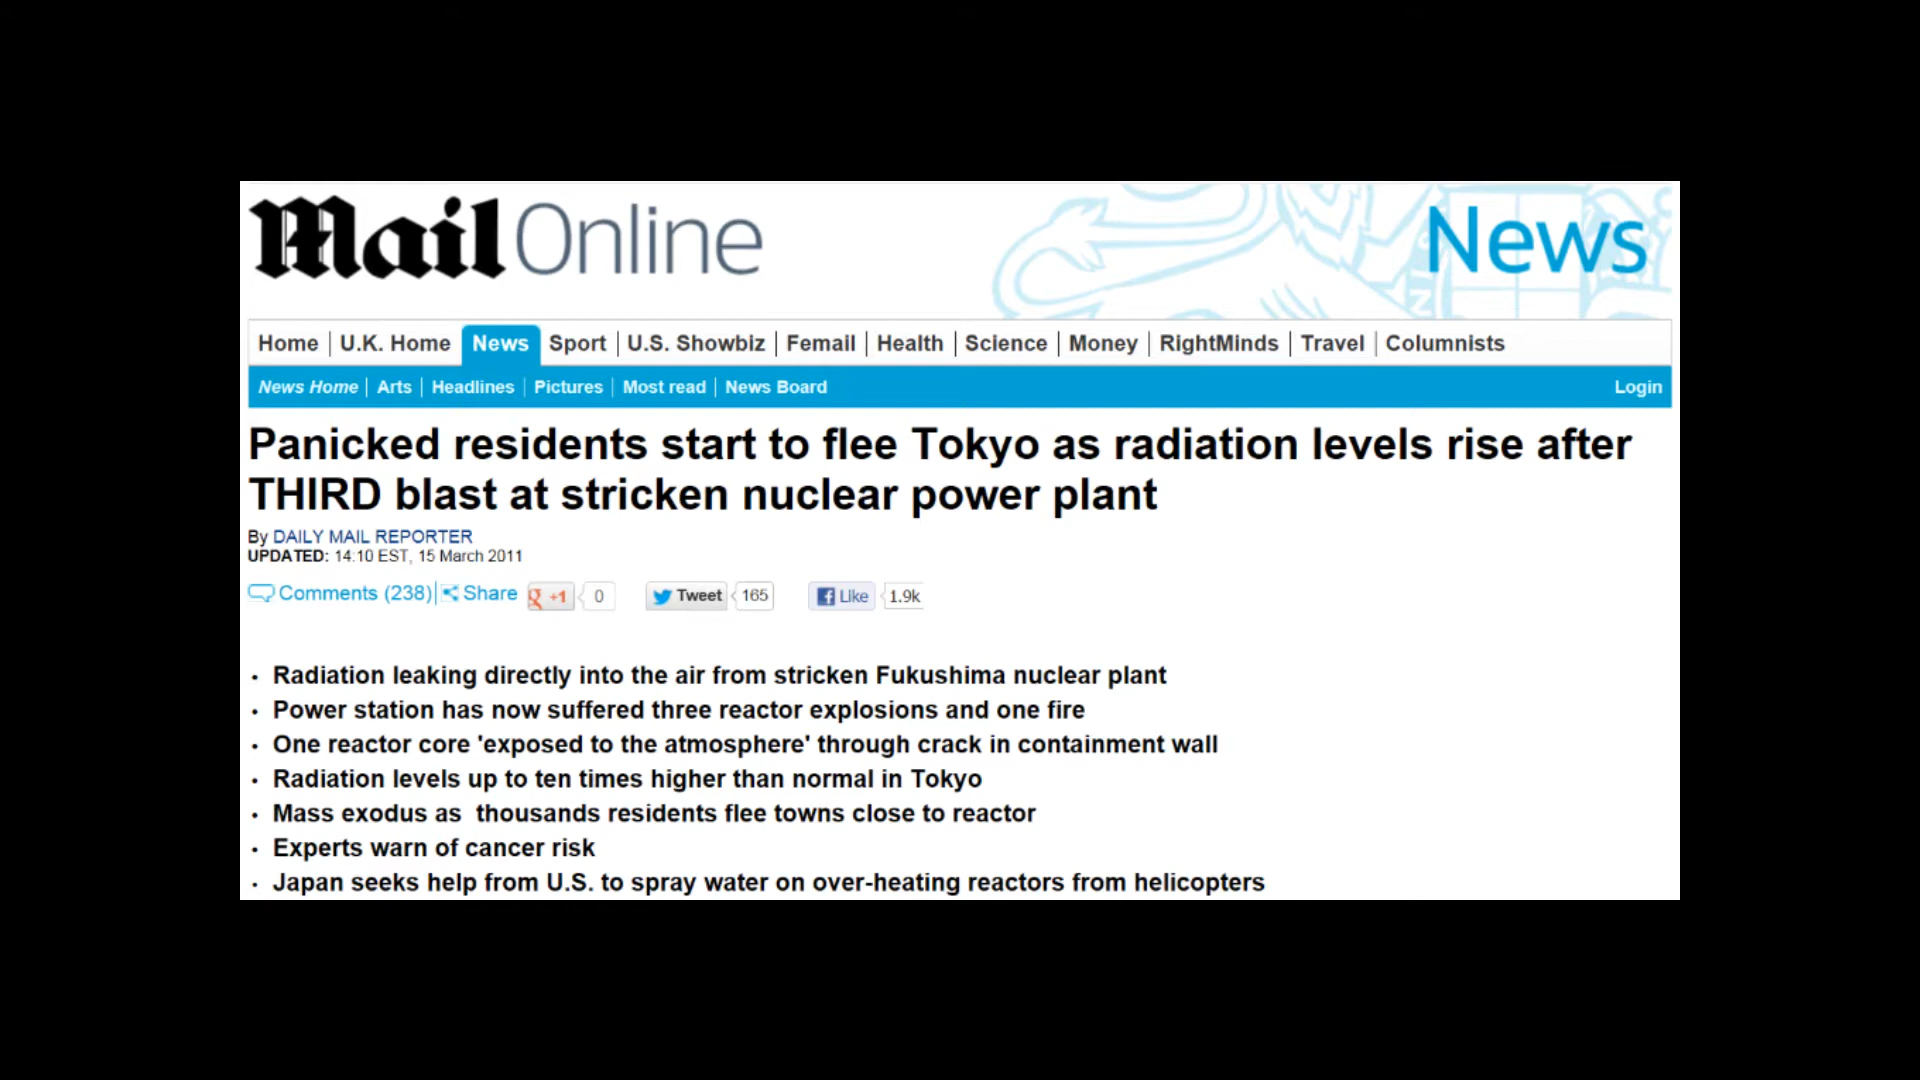 Mail Online
News
Home U.K. Home News Sport U.S. Showbiz Femail Health Science Money RightMinds Travel Columnists
News Home Arts Headlines Pictures Most read News Board Login
Panicked residents start to flee Tokyo as radiation levels rise after
THIRD blast at stricken nuclear power plant
By DAILY MAIL REPORTER
UPDATED: 14:10 EST, 15 March 2011
Comments (238) Share +1 0 Tweet 165 Like 1.9k
• Radiation leaking directly into the air from stricken Fukushima nuclear plant
• Power station has now suffered three reactor explosions and one fire
• One reactor core 'exposed to the atmosphere' through crack in containment wall
• Radiation levels up to ten times higher than normal in Tokyo
• Mass exodus as thousands residents flee towns close to reactor
• Experts warn of cancer risk
• Japan seeks help from U.S. to spray water on over-heating reactors from helicopters